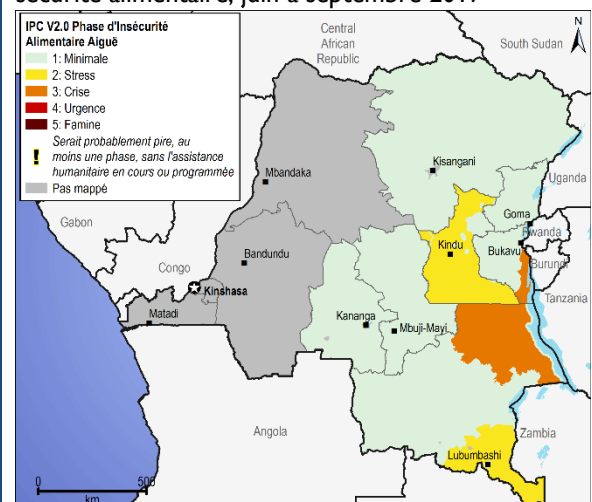 IPC V2.0 Phase d'Insécurité
Alimentaire Aiguë
1: Minimale
2: Stress
3: Crise
4: Urgence
5: Famine
! Serait probablement pire, au
moins une phase, sans l'assistance
humanitaire en cours ou programmée
Pas mappé
Central
African
Republic
South Sudan
N
Kisangani
Mbandaka
Uganda
Gabon
Goma
Rwanda
Kindu
Bukavu
Burundi
Congo
Bandundu
Kinshasa
Tanzania
Matadi
Kananga
Mbuji-Mayi
Angola
Zambia
Lubumbashi
0 500
km